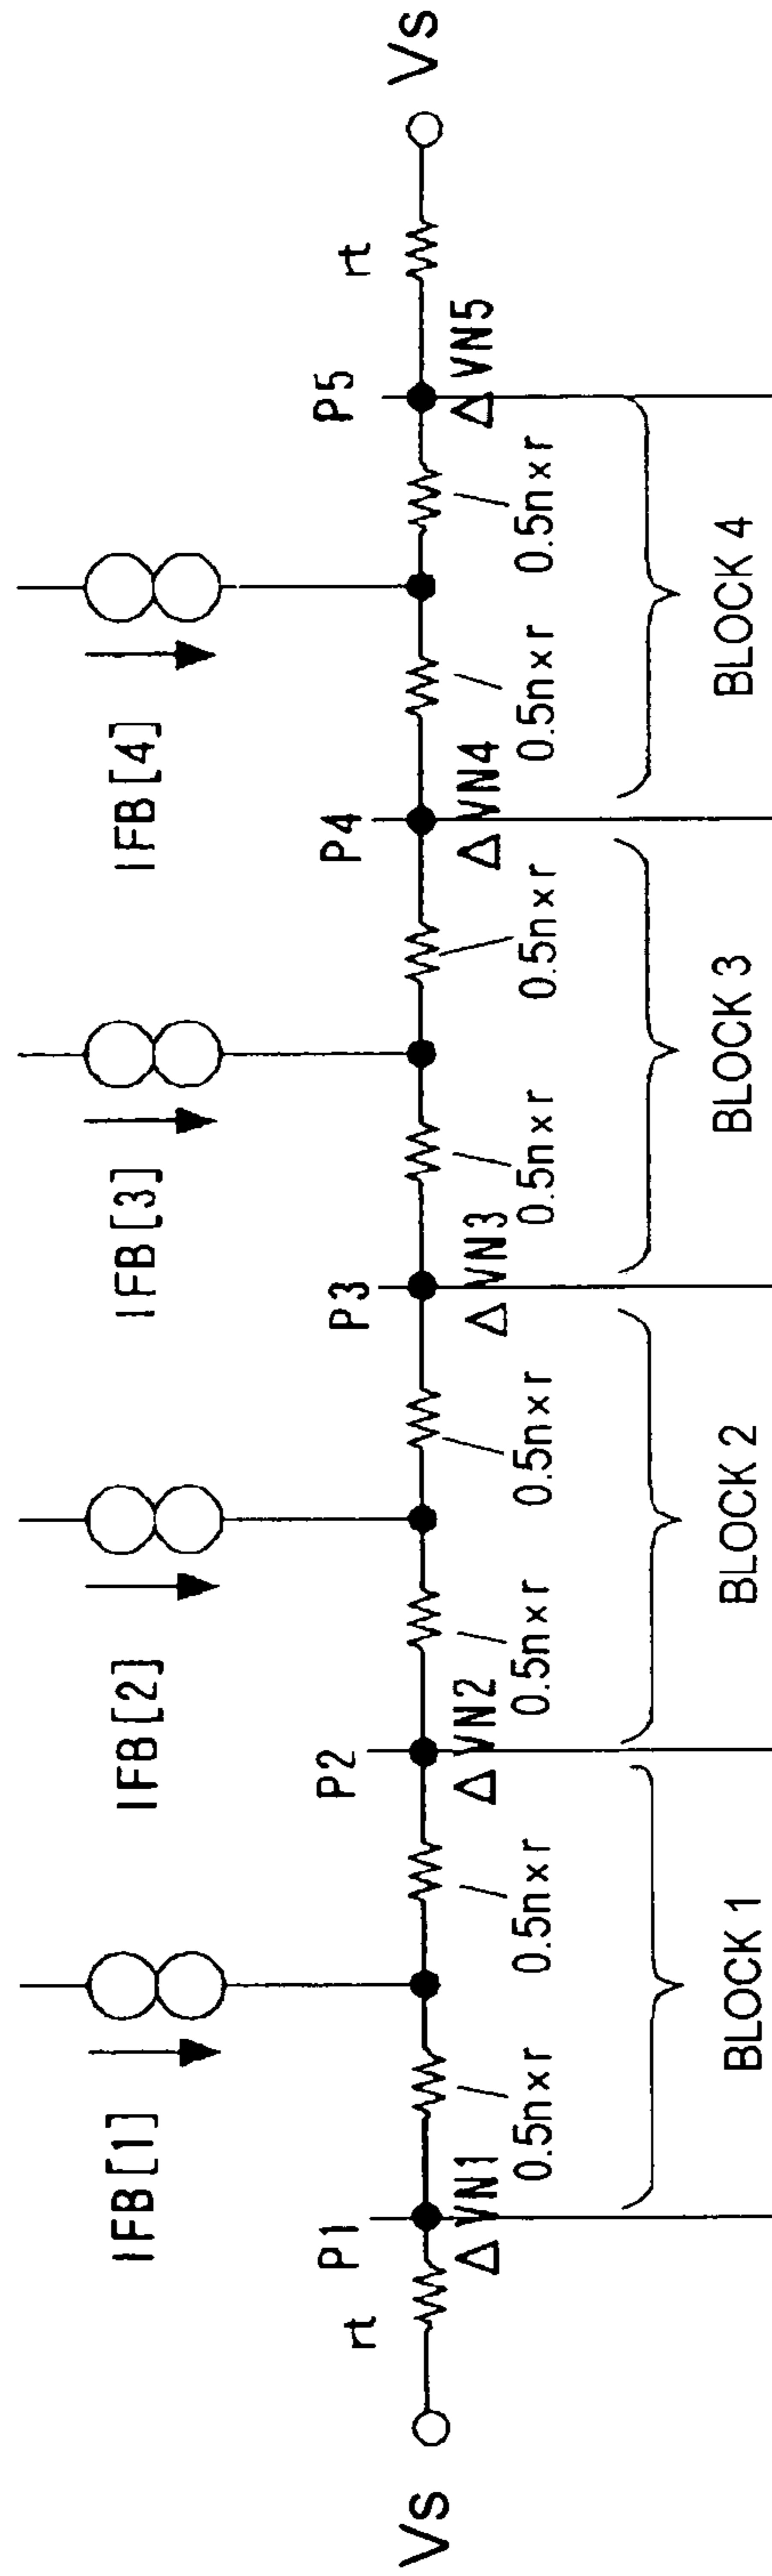 IFB[1]
IFB[2]
IFB[3]
IFB[4]
Vs
rt
P1
P2
P3
P4
P5
rt
Vs
ΔVN1
ΔVN2
ΔVN3
ΔVN4
ΔVN5
0.5n×r
0.5n×r
0.5n×r
0.5n×r
0.5n×r
0.5n×r
0.5n×r
0.5n×r
BLOCK 1
BLOCK 2
BLOCK 3
BLOCK 4